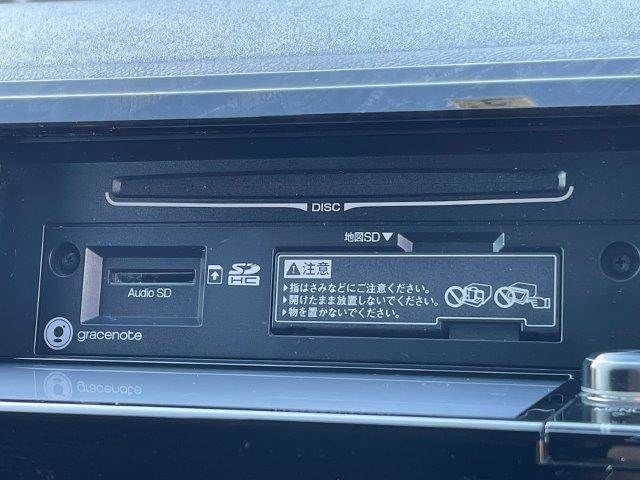 DISC
地図SD▼
Audio SD
SD
HC
⚠注意
▶指はさみなどにご注意ください。
▶開けたまま放置しないでください。
▶物を置かないでください。
g gracenote